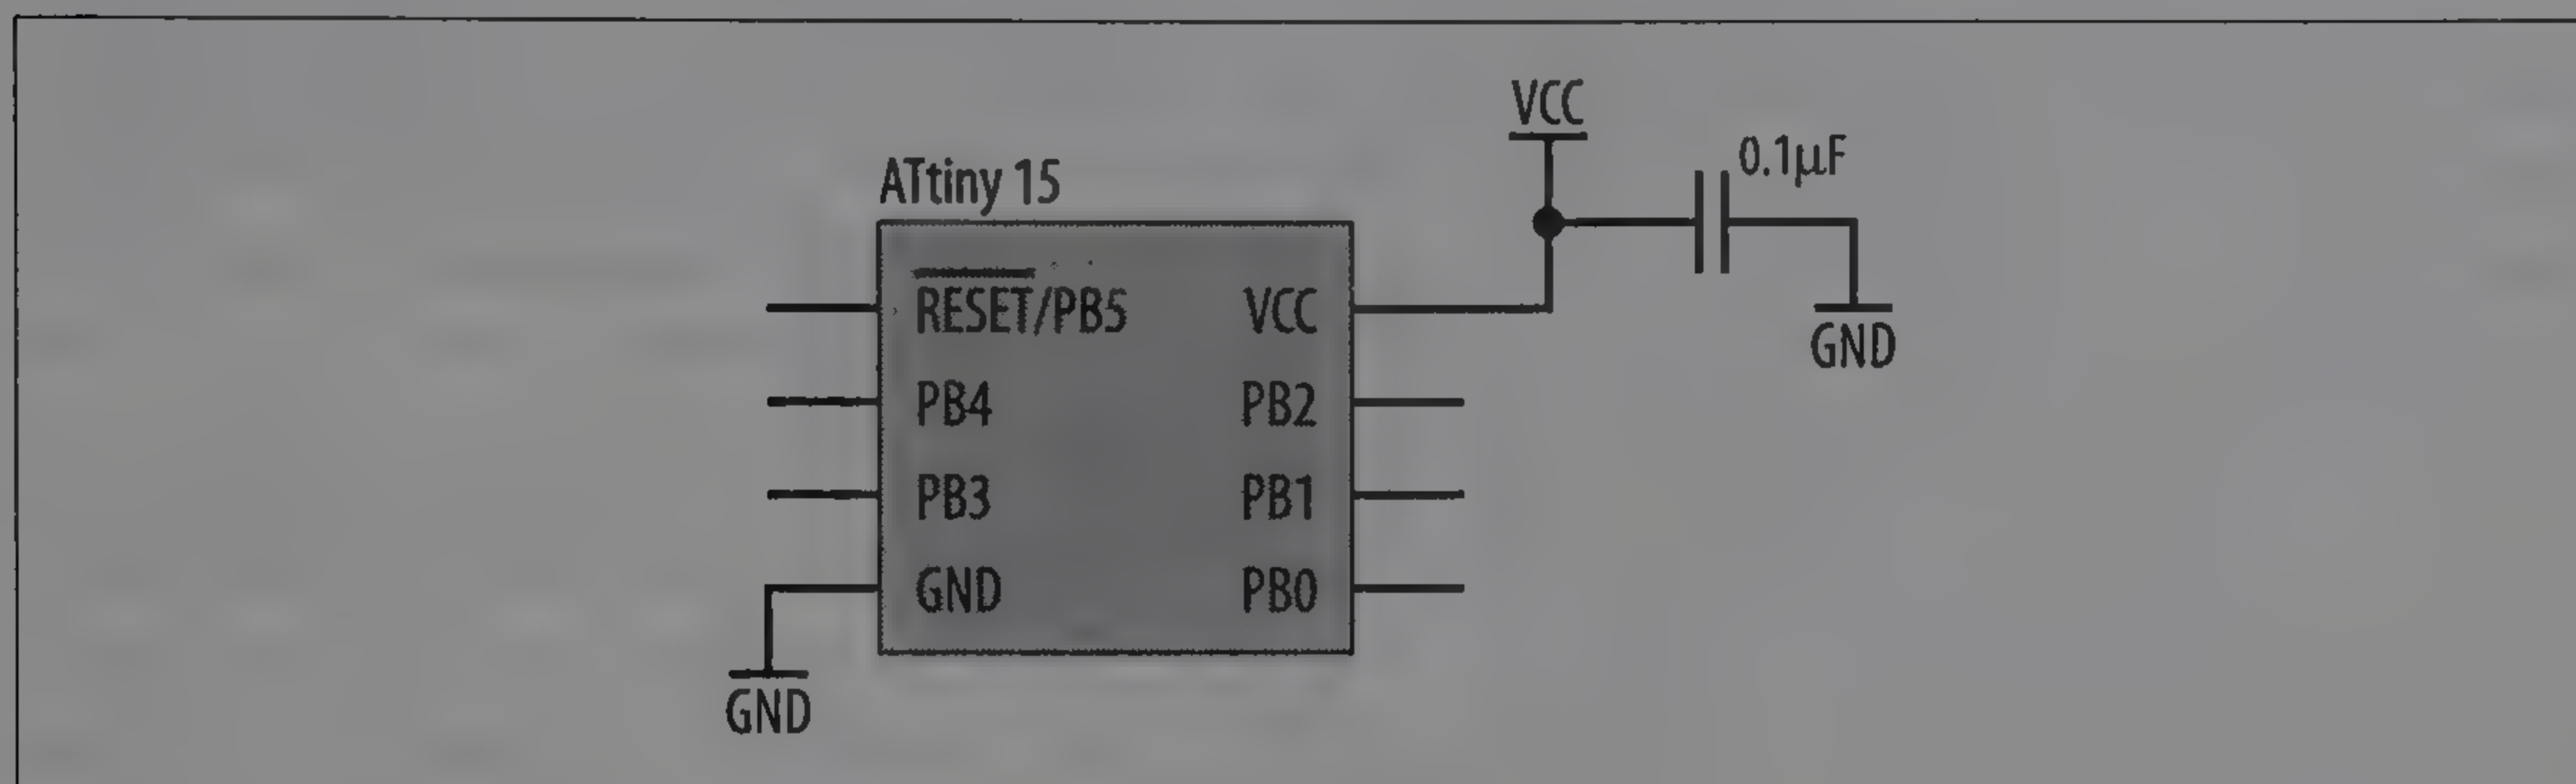 VCC
0.1µF
ATtiny 15
RESET/PB5 VCC
GND
PB4 PB2
PB3 PB1
GND PB0
GND